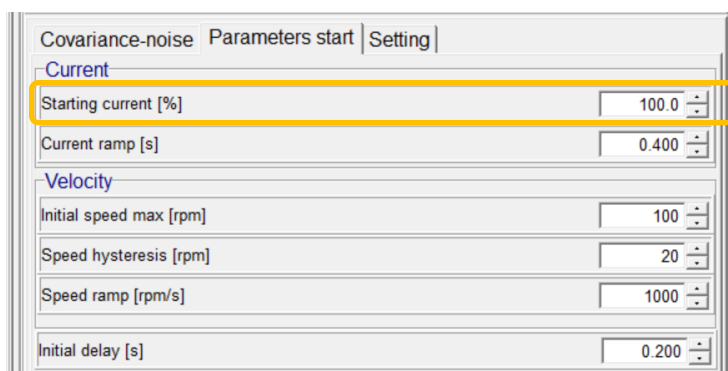 Covariance-noise Parameters start Setting
Current
Starting current [%] 100.0
Current ramp [s] 0.400
Velocity
Initial speed max [rpm] 100
Speed hysteresis [rpm] 20
Speed ramp [rpm/s] 1000
Initial delay [s] 0.200